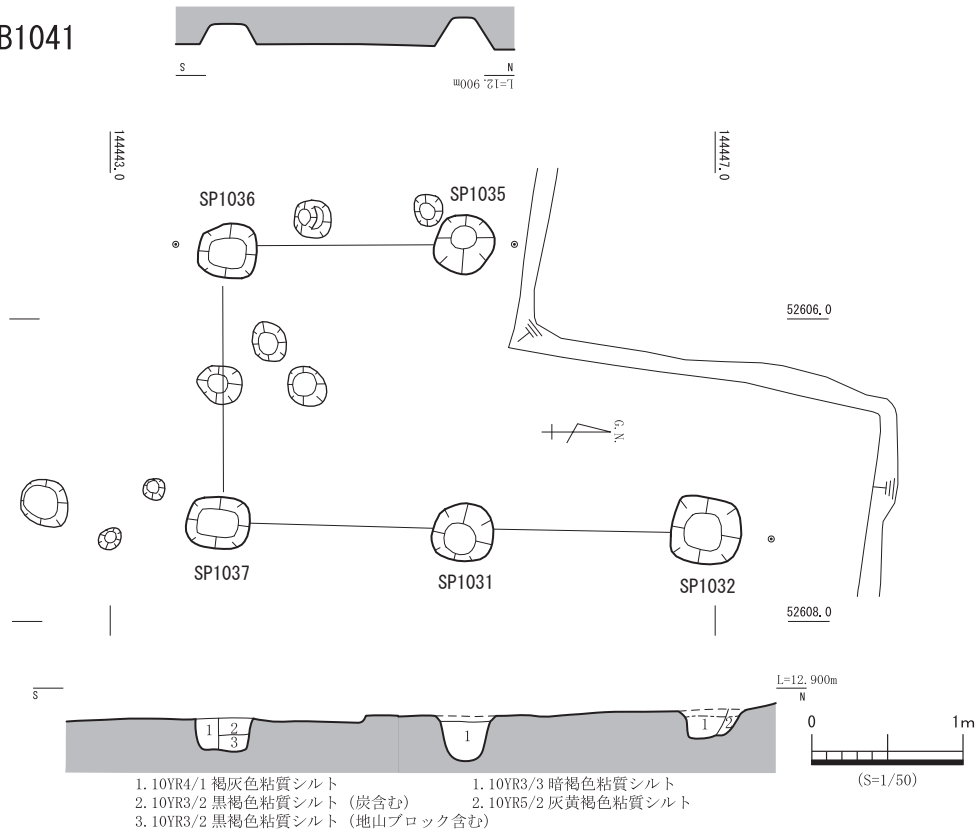 B1041
S
N
L=12.900m
144443.0
144447.0
SP1036
SP1035
52606.0
G.N.
SP1037
SP1031
SP1032
52608.0
S
L=12.900m
N
1
2
3
1
1
2
0
1m
(S=1/50)
1.10YR4/1 褐灰色粘質シルト
2.10YR3/2 黒褐色粘質シルト（炭含む）
3.10YR3/2 黒褐色粘質シルト（地山ブロック含む）
1.10YR3/3 暗褐色粘質シルト
2.10YR5/2 灰黄褐色粘質シルト